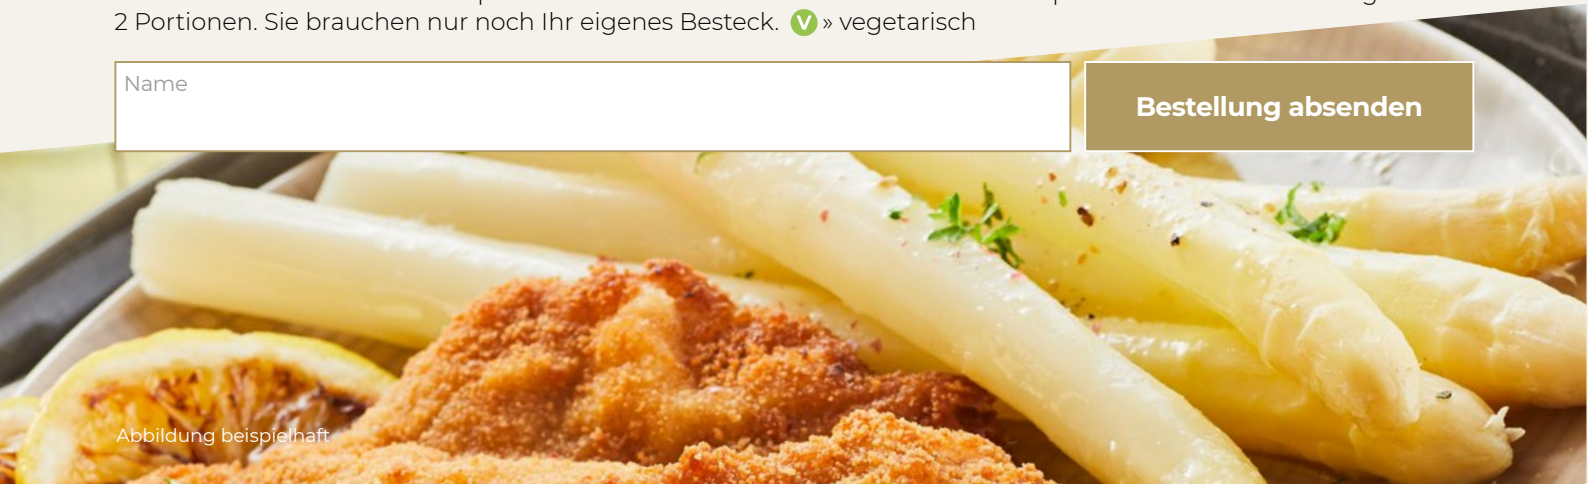 2 Portionen. Sie brauchen nur noch Ihr eigenes Besteck. V » vegetarisch
Name
Bestellung absenden
Abbildung beispielhaft